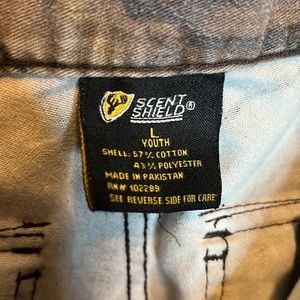 SCENT
SHIELD®
L
YOUTH
SHELL: 57% COTTON
43% POLYESTER
MADE IN PAKISTAN
RN# 102289
SEE REVERSE SIDE FOR CARE